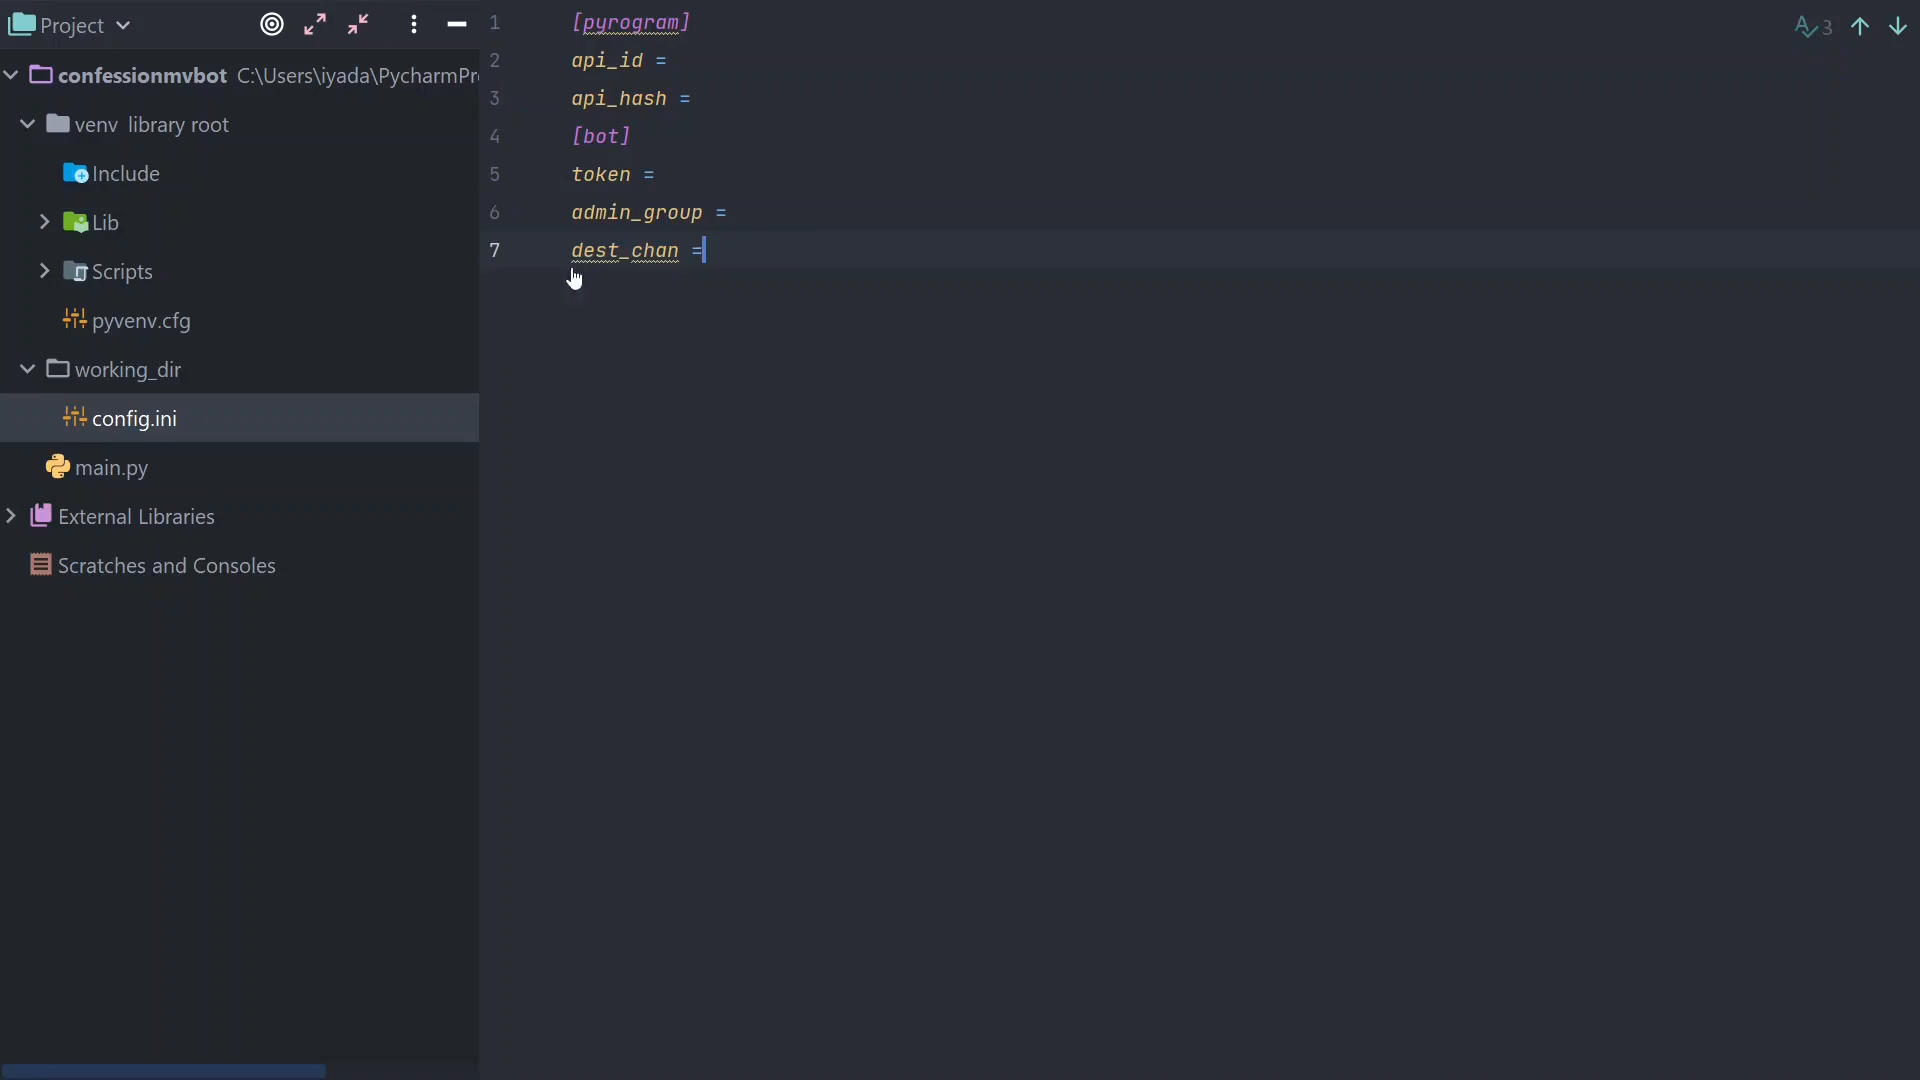 Project
confessionmvbot C:\Users\iyada\PycharmPr
venv library root
Include
Lib
Scripts
pyvenv.cfg
working_dir
config.ini
main.py
External Libraries
Scratches and Consoles
1 [pyrogram]
2 api_id =
3 api_hash =
4 [bot]
5 token =
6 admin_group =
7 dest_chan =
3